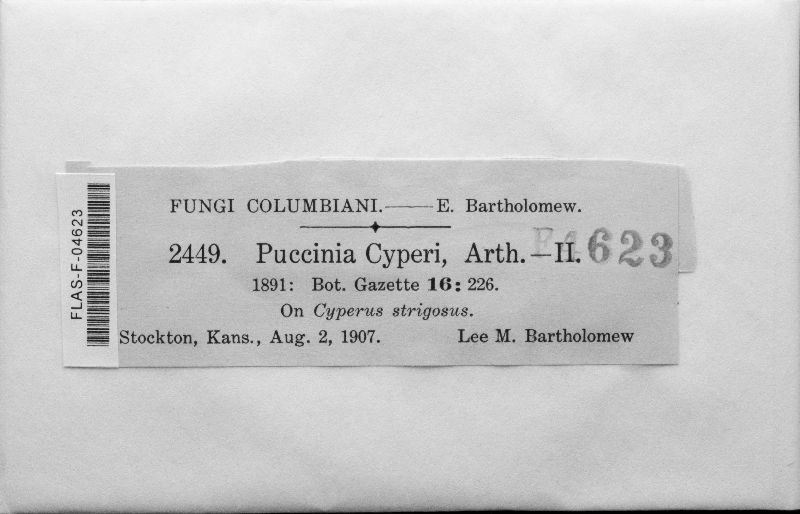 FUNGI COLUMBIANI.——E. Bartholomew.
2449. Puccinia Cyperi, Arth.—II.
F4623
1891: Bot. Gazette 16: 226.
On Cyperus strigosus.
Stockton, Kans., Aug. 2, 1907. Lee M. Bartholomew
FLAS-F-04623